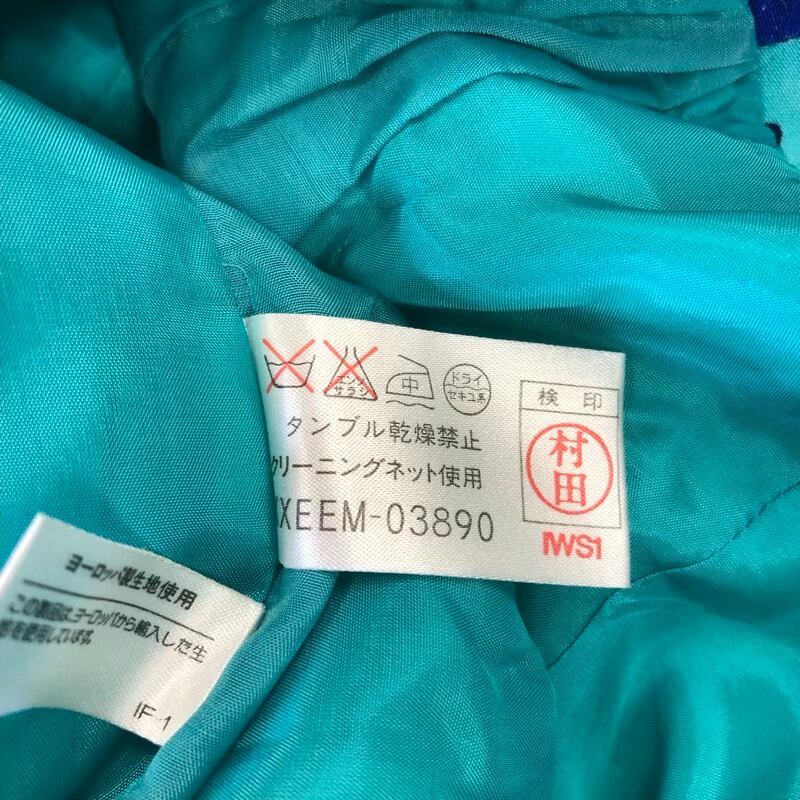 エンソ
サラシ
中
ドライ
セキユ系
タンブル乾燥禁止
クリーニングネット使用
XEEM-03890
検 印
村
田
IWS1
ヨーロッパ製生地使用
この製品は、ヨーロッパから輸入した生
地を使用しています。
IF-1